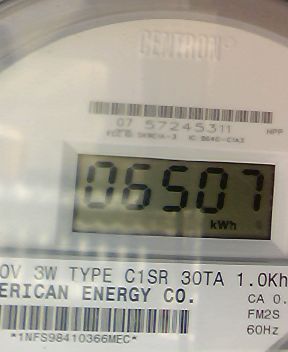 CENTRON®
07 57245311
06507
kWh
0V 3W TYPE C1SR 30TA 1.0Kh
ERICAN ENERGY CO.
CA 0.
FM2S
60Hz
*1NFS98410366MEC*